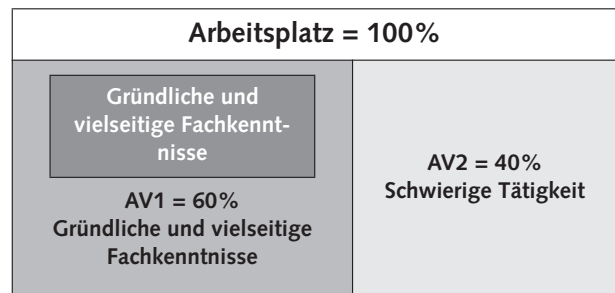 Arbeitsplatz = 100%
Gründliche und
vielseitige Fachkennt-
nisse
AV1 = 60%
Gründliche und vielseitige
Fachkenntnisse
AV2 = 40%
Schwierige Tätigkeit